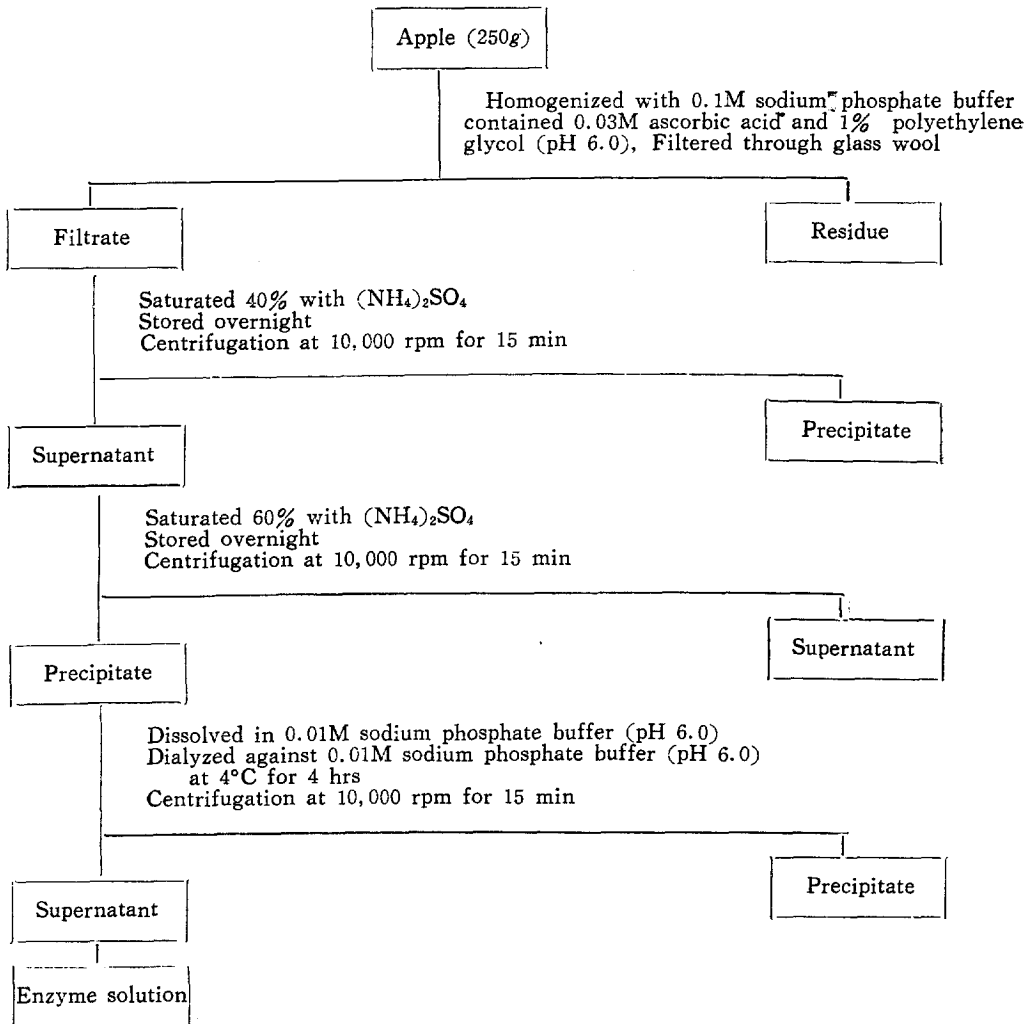 Apple (250g)
Homogenized with 0.1M sodium phosphate buffer
contained 0.03M ascorbic acid and 1% polyethylene
glycol (pH 6.0), Filtered through glass wool
Filtrate
Residue
Saturated 40% with (NH₄)₂SO₄
Stored overnight
Centrifugation at 10,000 rpm for 15 min
Precipitate
Supernatant
Saturated 60% with (NH₄)₂SO₄
Stored overnight
Centrifugation at 10,000 rpm for 15 min
Supernatant
Precipitate
Dissolved in 0.01M sodium phosphate buffer (pH 6.0)
Dialyzed against 0.01M sodium phosphate buffer (pH 6.0)
at 4°C for 4 hrs
Centrifugation at 10,000 rpm for 15 min
Precipitate
Supernatant
Enzyme solution